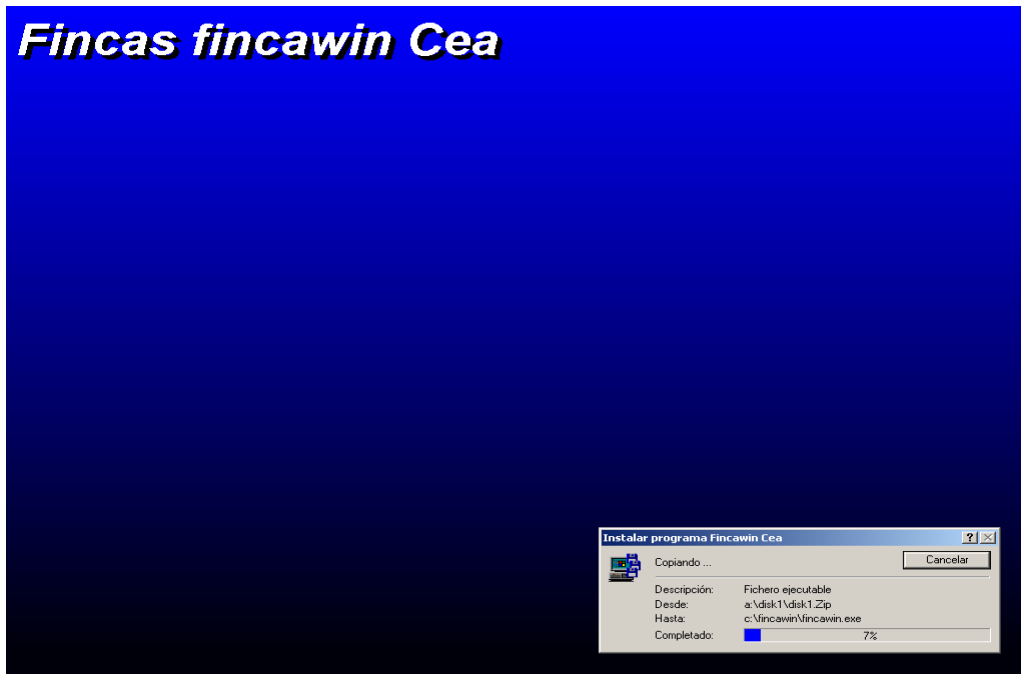 Fincas fincawin Cea
Instalar programa Fincawin Cea
Copiando ...
Cancelar
Descripción: Fichero ejecutable
Desde: a:\disk1\disk1.Zip
Hasta: c:\fincawin\fincawin.exe
Completado: 7%